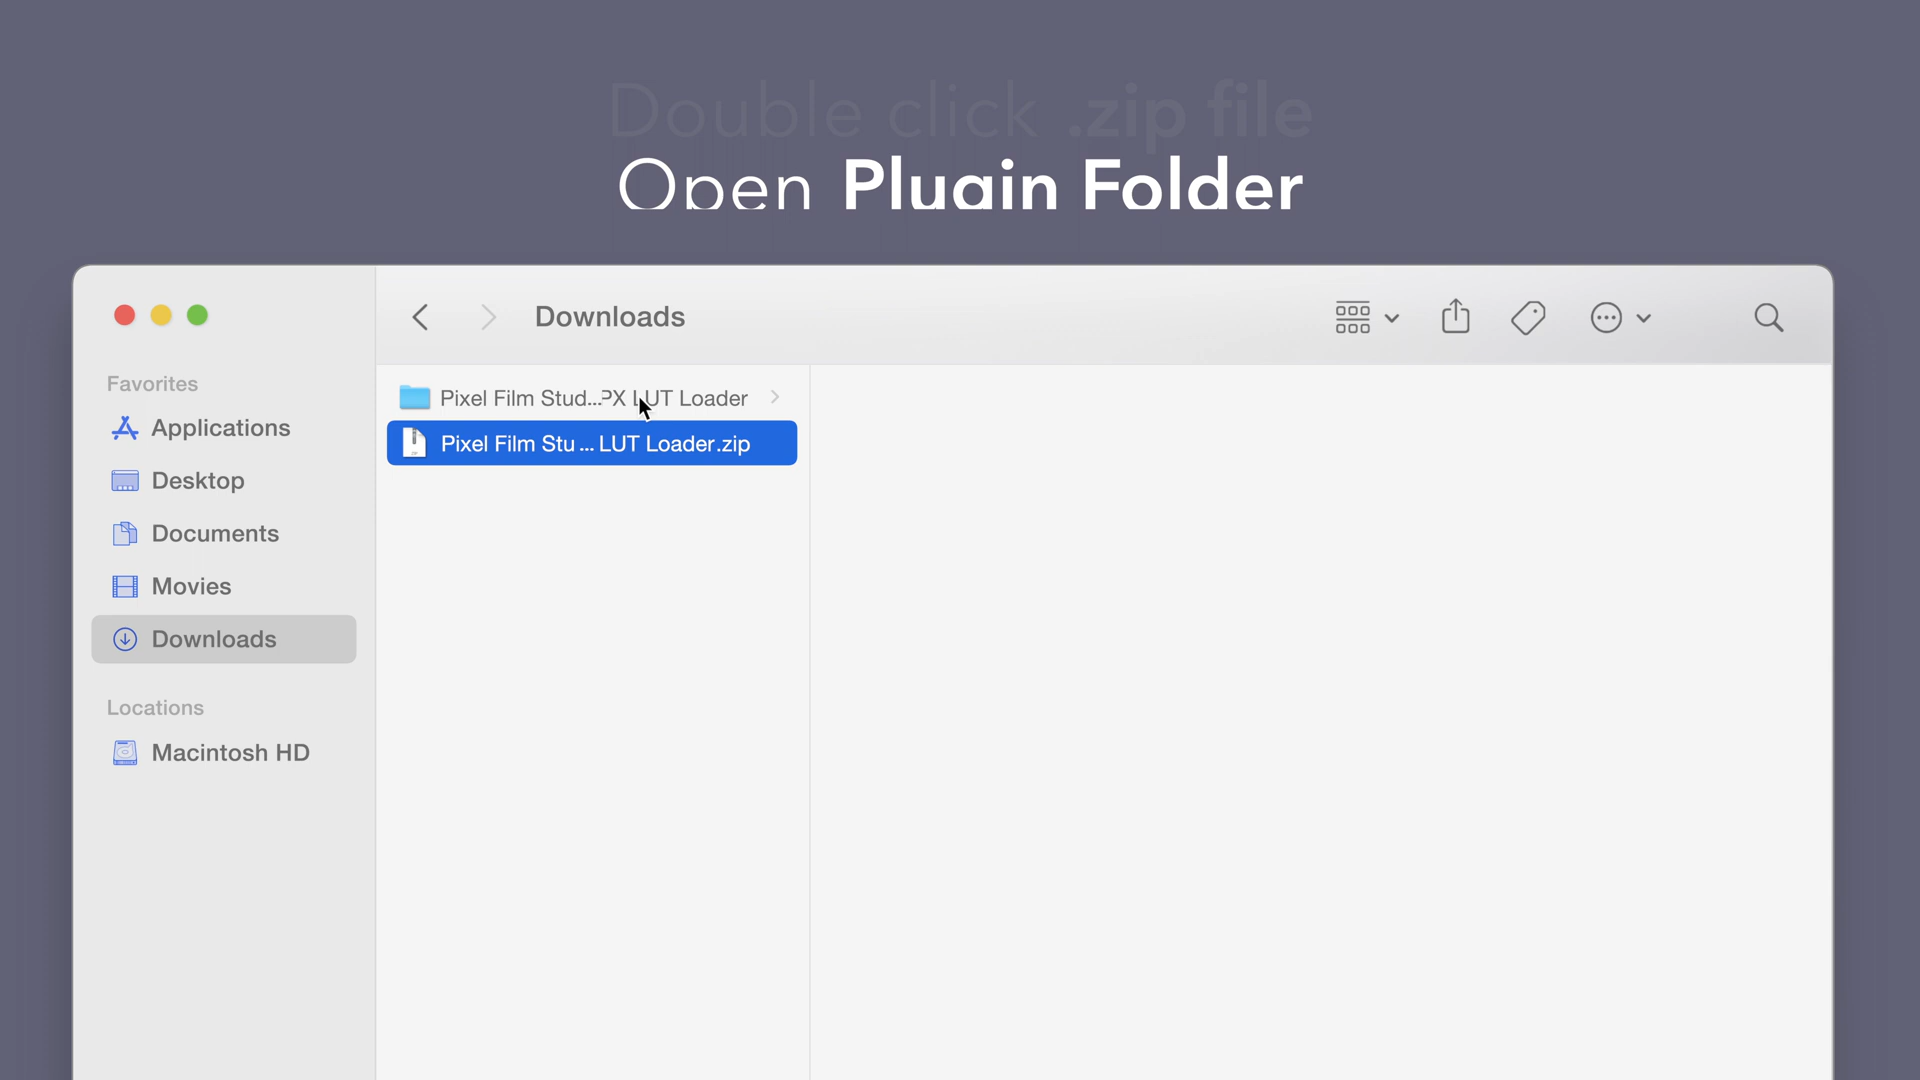 Double click .zip file
Open Plugin Folder
Downloads
Favorites
Applications
Desktop
Documents
Movies
Downloads
Locations
Macintosh HD
Pixel Film Stud...PX LUT Loader
Pixel Film Stu ... LUT Loader.zip